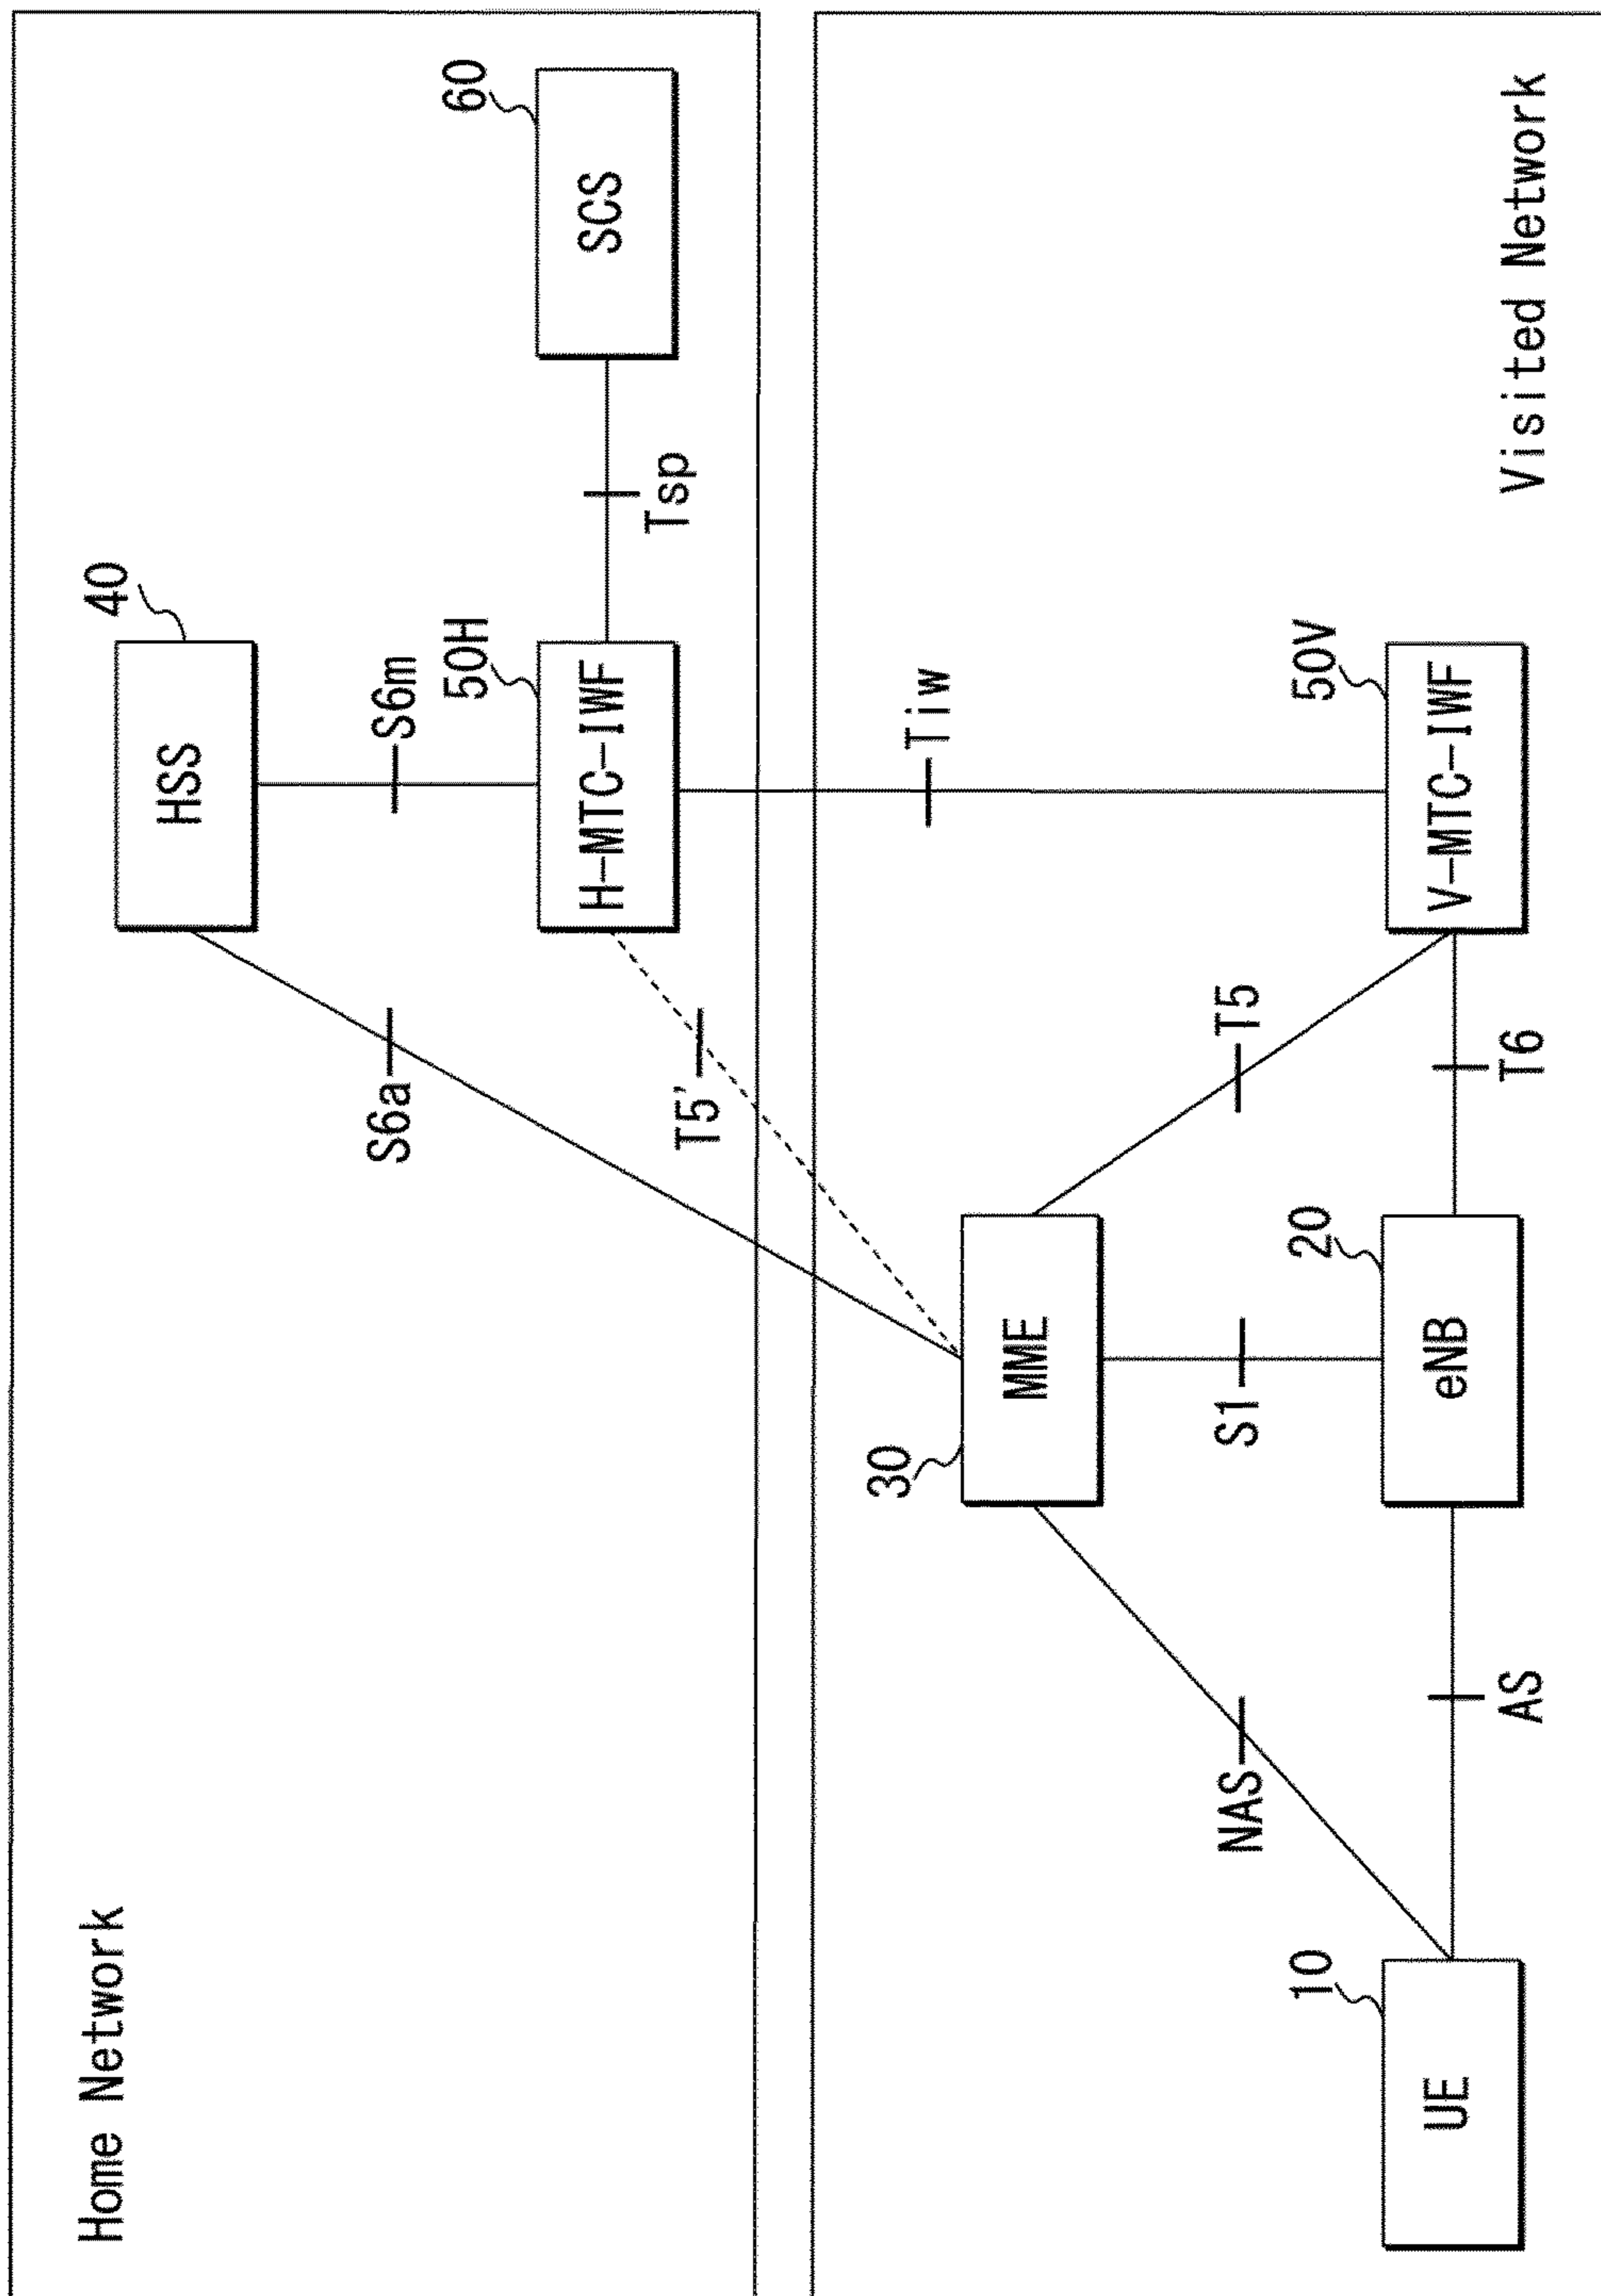 Home Network
HSS
40
S6a
S6m
50H
60
H-MTC-IWF
SCS
T5'
Tsp
30
Tiw
MME
NAS
S1
T5
10
20
50V
UE
eNB
V-MTC-IWF
AS
T6
Visited Network